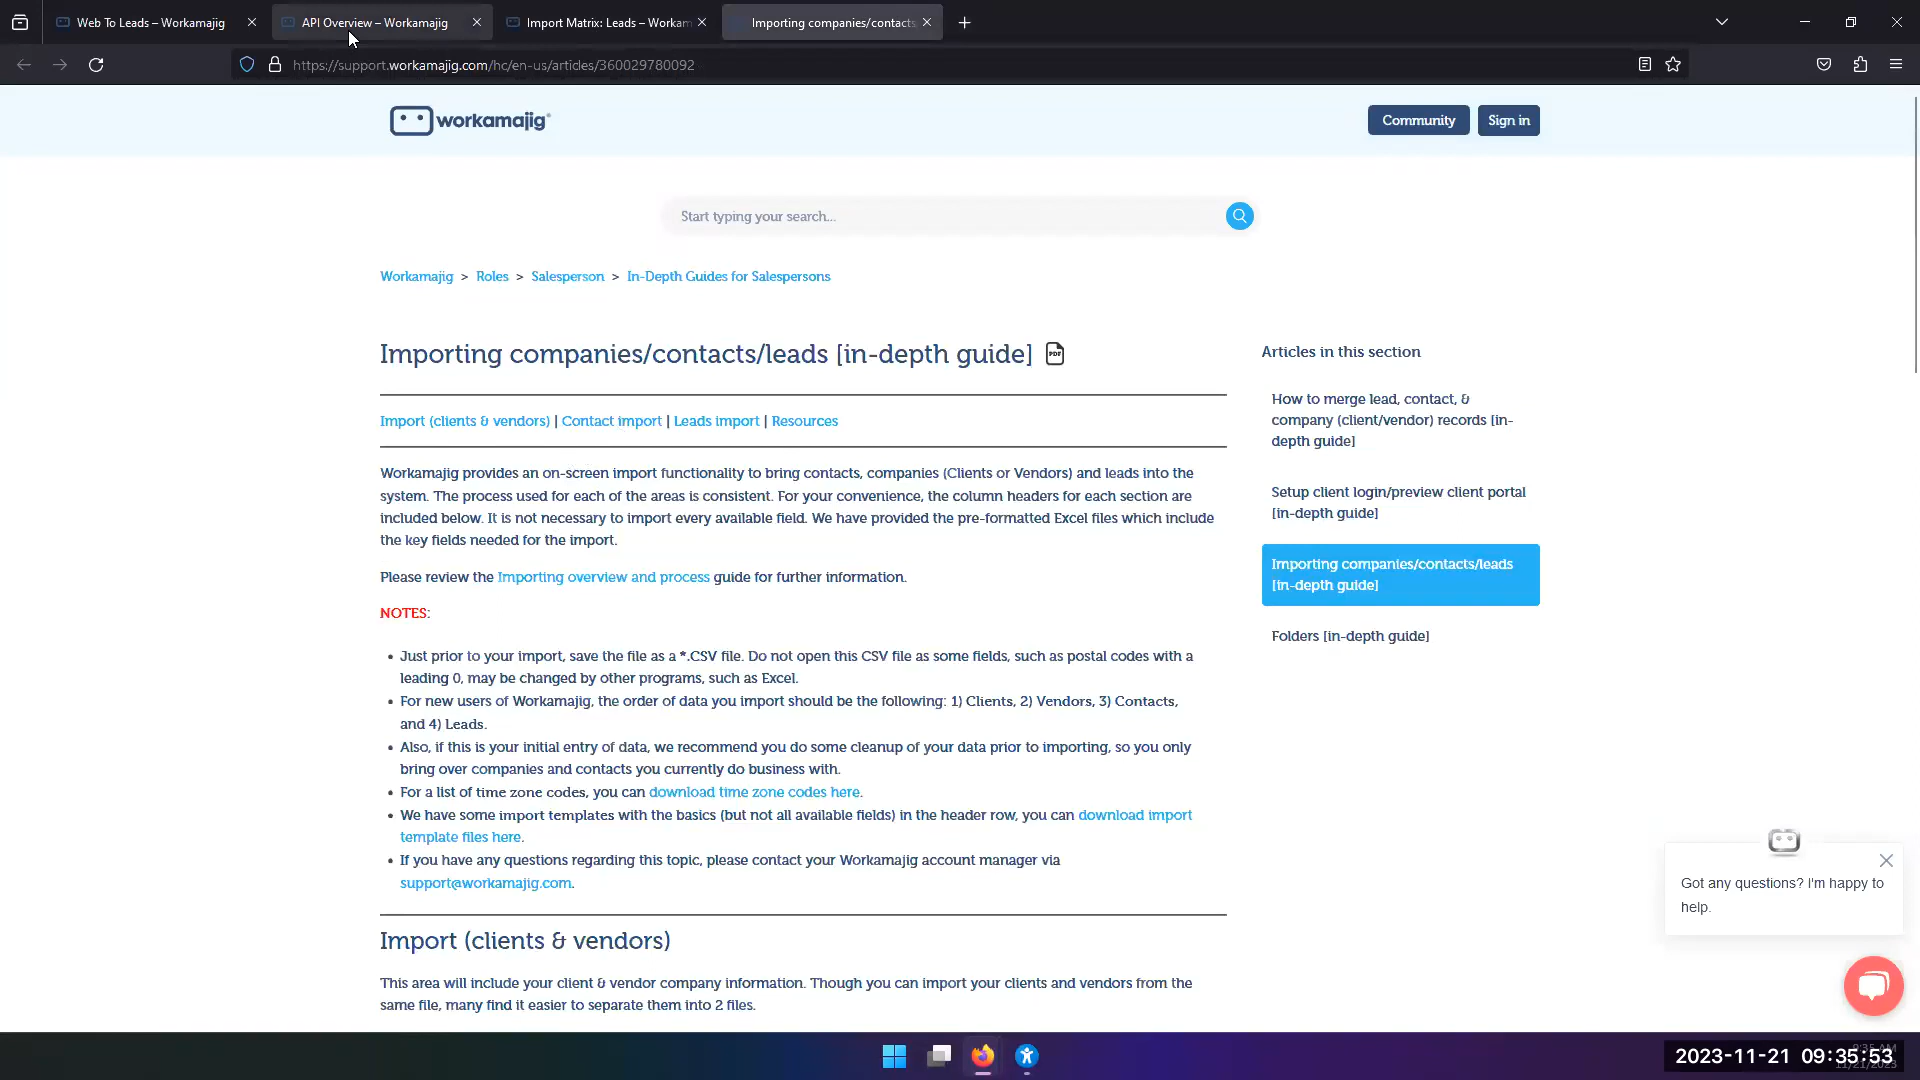 Web To Leads – Workamajig
API Overview – Workamajig
Import Matrix: Leads – Workam
Importing companies/contacts
https://support.workamajig.com/hc/en-us/articles/360029780092
workamajig
Community
Sign in
Start typing your search...
Workamajig > Roles > Salesperson > In-Depth Guides for Salespersons
Importing companies/contacts/leads [in-depth guide]
PDF
Import (clients & vendors) | Contact import | Leads import | Resources
Workamajig provides an on-screen import functionality to bring contacts, companies (Clients or Vendors) and leads into the
system. The process used for each of the areas is consistent. For your convenience, the column headers for each section are
included below. It is not necessary to import every available field. We have provided the pre-formatted Excel files which include
the key fields needed for the import.
Please review the Importing overview and process guide for further information.
NOTES:
• Just prior to your import, save the file as a *.CSV file. Do not open this CSV file as some fields, such as postal codes with a
leading 0, may be changed by other programs, such as Excel.
• For new users of Workamajig, the order of data you import should be the following: 1) Clients, 2) Vendors, 3) Contacts,
and 4) Leads.
• Also, if this is your initial entry of data, we recommend you do some cleanup of your data prior to importing, so you only
bring over companies and contacts you currently do business with.
• For a list of time zone codes, you can download time zone codes here.
• We have some import templates with the basics (but not all available fields) in the header row, you can download import
template files here.
• If you have any questions regarding this topic, please contact your Workamajig account manager via
support@workamajig.com.
Import (clients & vendors)
This area will include your client & vendor company information. Though you can import your clients and vendors from the
same file, many find it easier to separate them into 2 files.
Articles in this section
How to merge lead, contact, &
company (client/vendor) records [in-
depth guide]
Setup client login/preview client portal
[in-depth guide]
Importing companies/contacts/leads
[in-depth guide]
Folders [in-depth guide]
Got any questions? I'm happy to
help.
2023-11-21 09:35:53